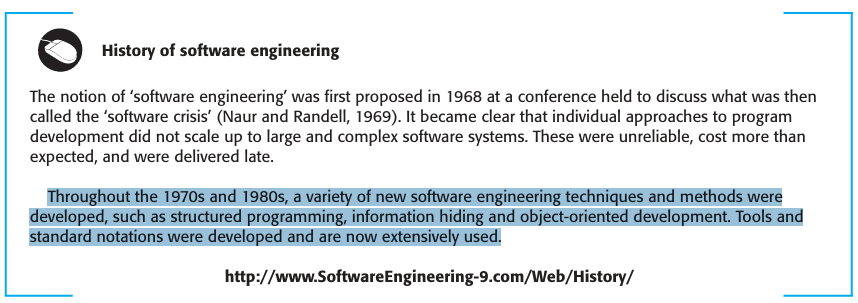 History of software engineering
The notion of ‘software engineering’ was first proposed in 1968 at a conference held to discuss what was then
called the ‘software crisis’ (Naur and Randell, 1969). It became clear that individual approaches to program
development did not scale up to large and complex software systems. These were unreliable, cost more than
expected, and were delivered late.
Throughout the 1970s and 1980s, a variety of new software engineering techniques and methods were
developed, such as structured programming, information hiding and object-oriented development. Tools and
standard notations were developed and are now extensively used.
http://www.SoftwareEngineering-9.com/Web/History/